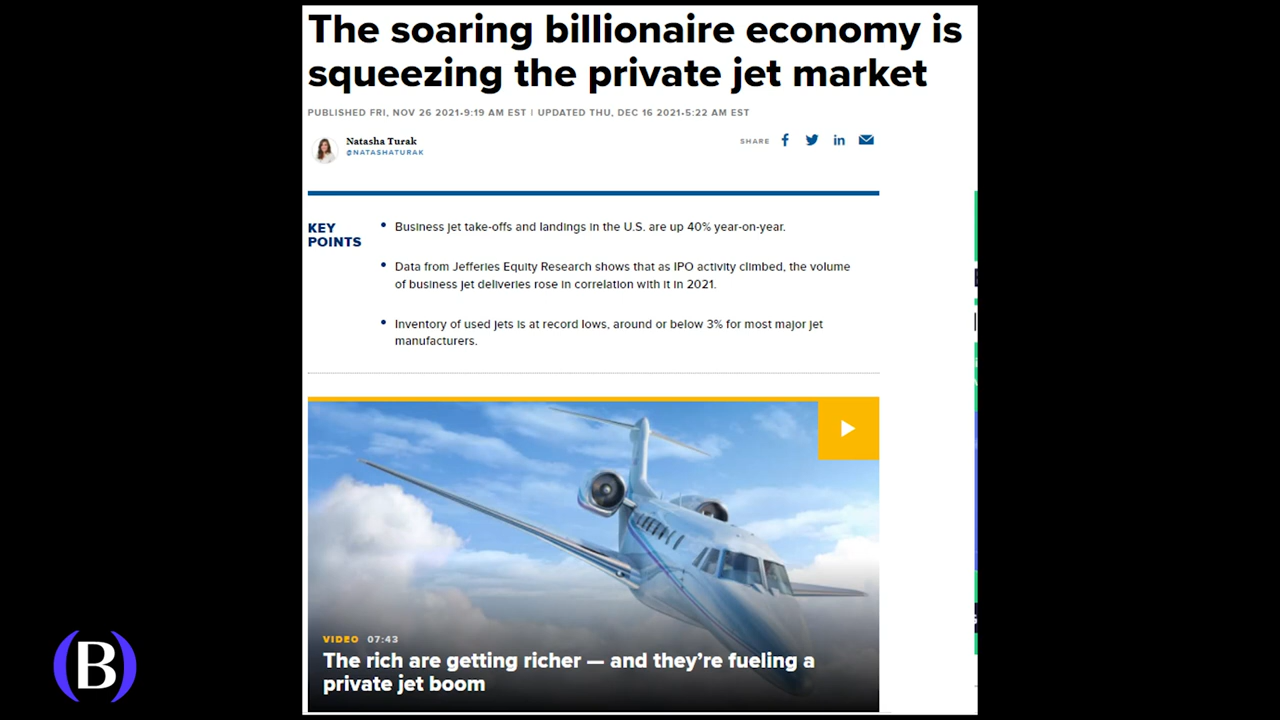 The soaring billionaire economy is
squeezing the private jet market
PUBLISHED FRI, NOV 26 2021•9:19 AM EST | UPDATED THU, DEC 16 2021•5:22 AM EST
Natasha Turak
@NATASHATURAK
SHARE
KEY
POINTS
• Business jet take-offs and landings in the U.S. are up 40% year-on-year.
• Data from Jefferies Equity Research shows that as IPO activity climbed, the volume
of business jet deliveries rose in correlation with it in 2021.
• Inventory of used jets is at record lows, around or below 3% for most major jet
manufacturers.
VIDEO 07:43
The rich are getting richer — and they’re fueling a
private jet boom
(B)